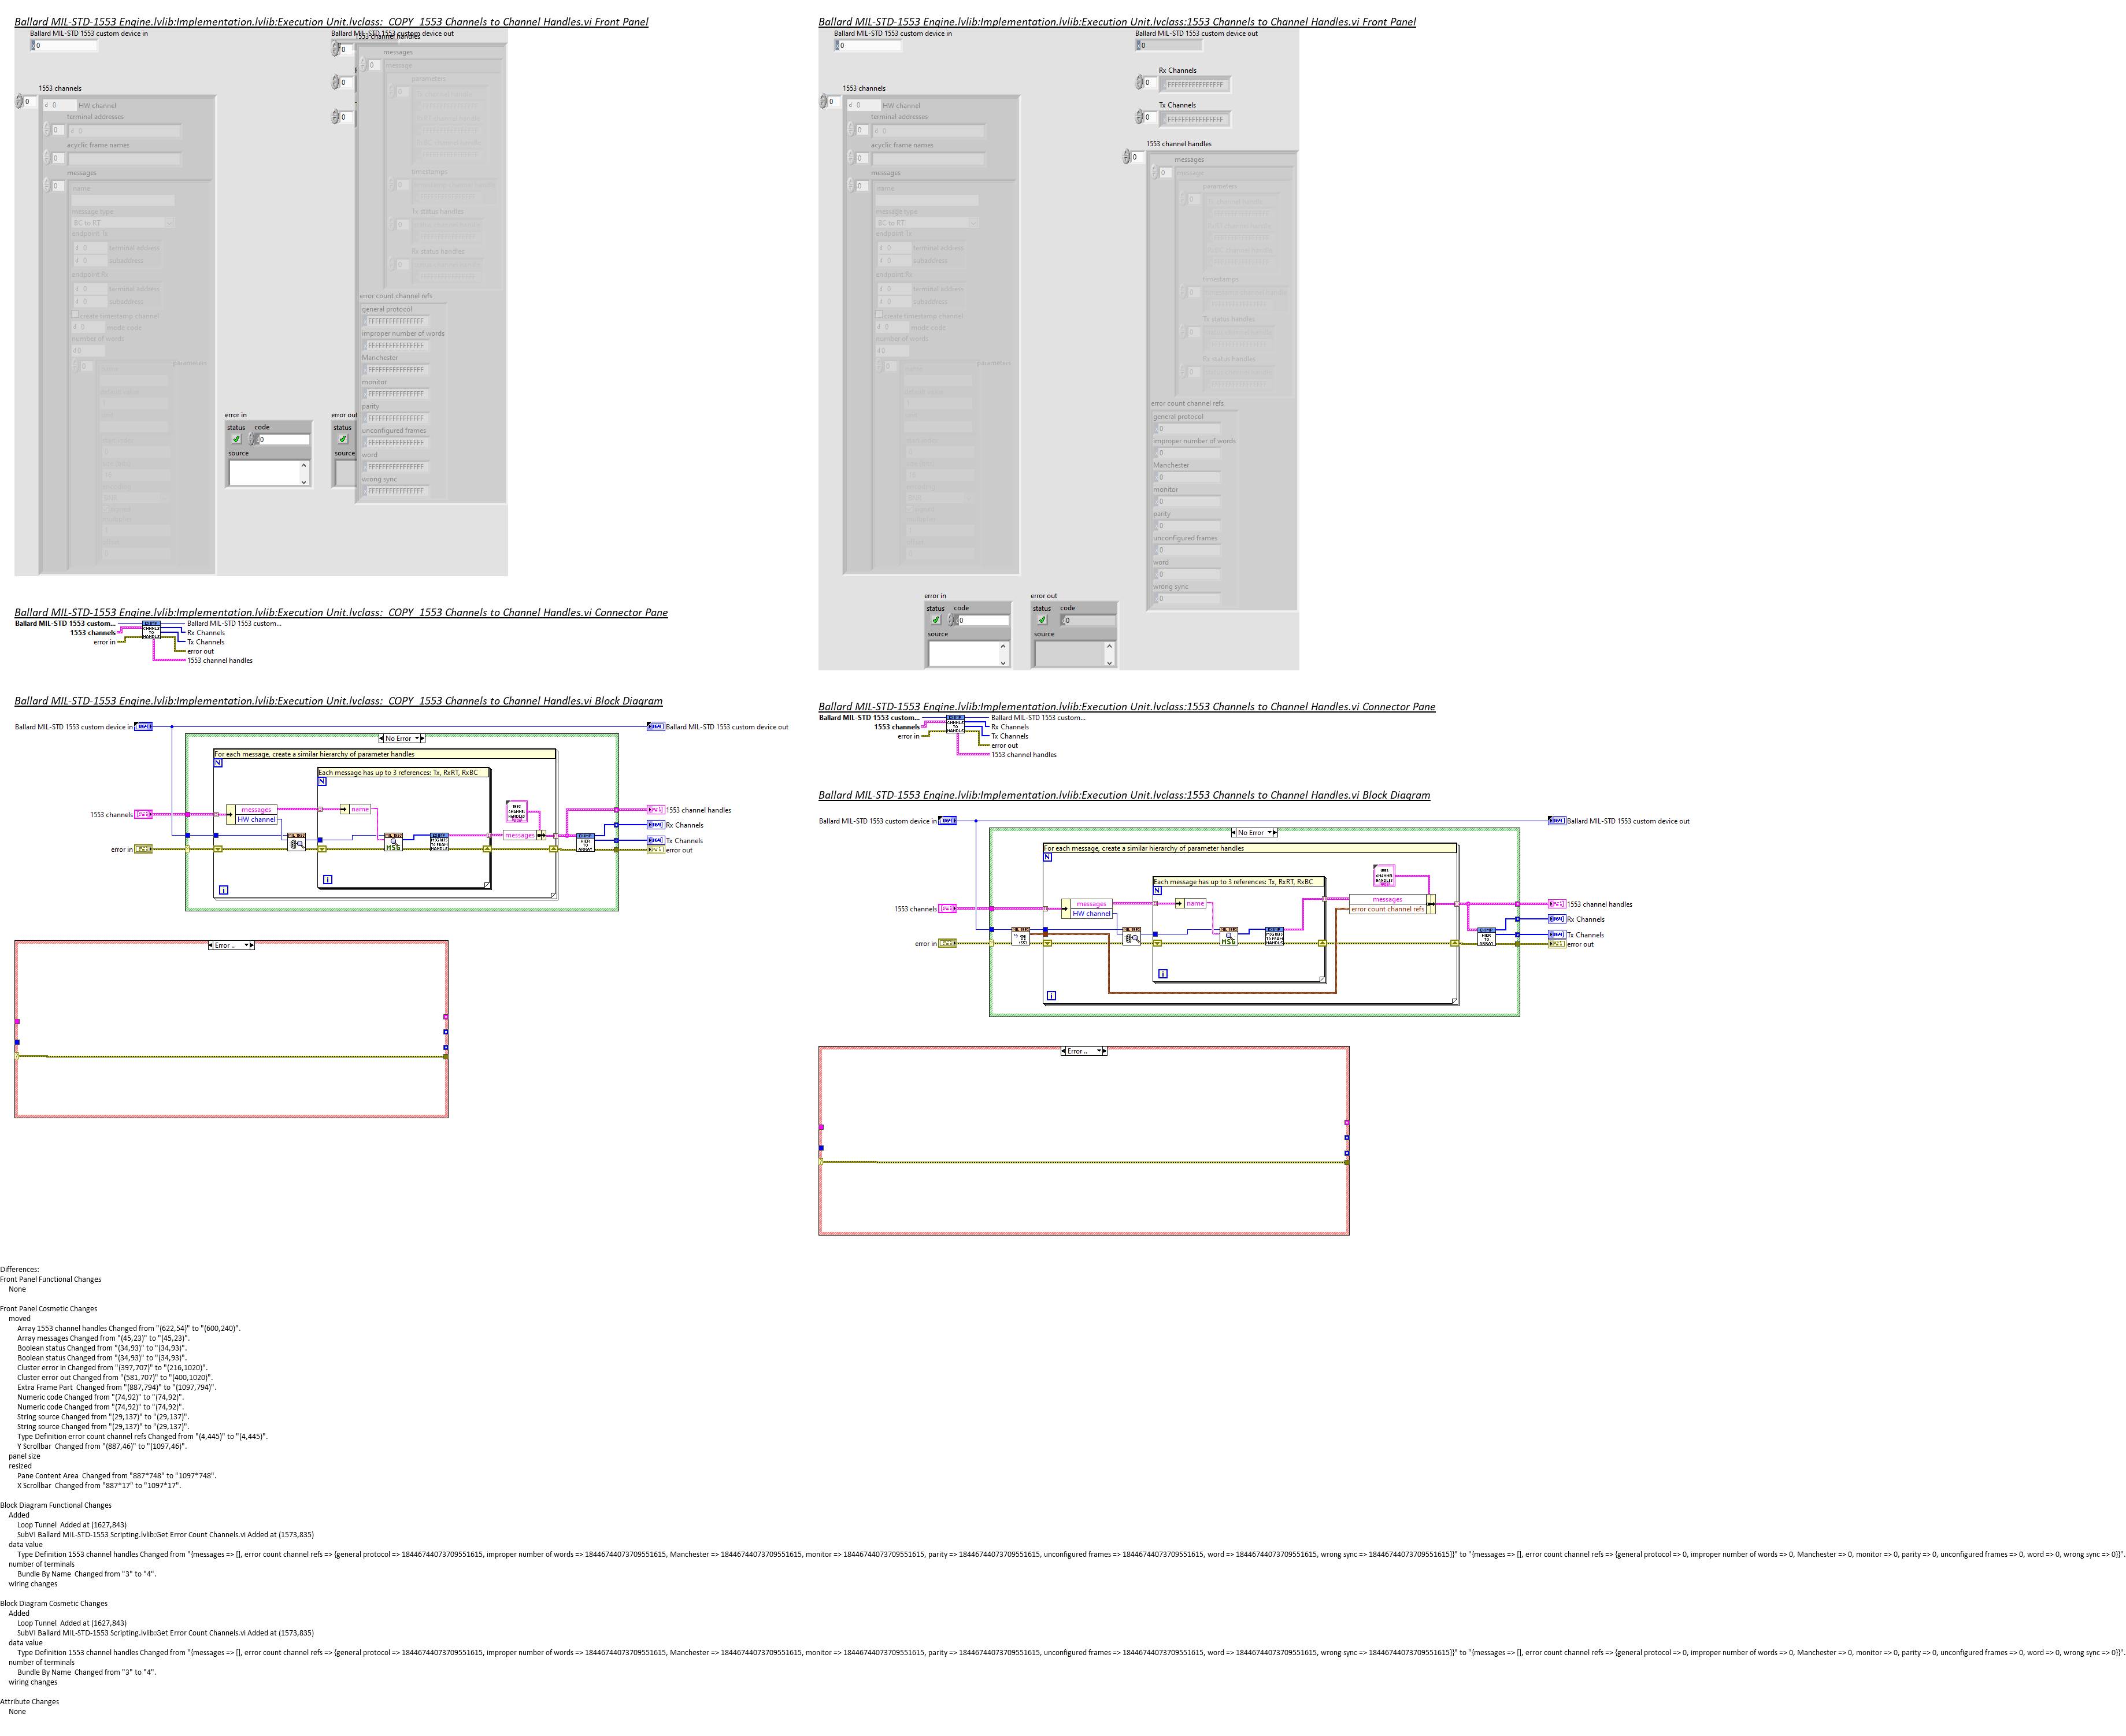 Ballard MIL-STD-1553 Engine.lvlib:Implementation.lvlib:Execution Unit.lvclass:_COPY_1553 Channels to Channel Handles.vi Front Panel
Ballard MIL-STD 1553 custom device in
0
Ballard MIL-STD 1553 custom device out
1553 channel handles
messages
message
parameters
timestamps
Tx status handles
Rx status handles
error count channel refs
general protocol
FFFFFFFFFFFFFFFF
improper number of words
FFFFFFFFFFFFFFFF
Manchester
FFFFFFFFFFFFFFFF
monitor
FFFFFFFFFFFFFFFF
parity
FFFFFFFFFFFFFFFF
unconfigured frames
FFFFFFFFFFFFFFFF
word
FFFFFFFFFFFFFFFF
wrong sync
FFFFFFFFFFFFFFFF
1553 channels
0
d 0 HW channel
terminal addresses
0 d 0
acyclic frame names
0
messages
0
name
message type
BC to RT
endpoint Tx
d 0 terminal address
d 0 subaddress
endpoint Rx
d 0 terminal address
d 0 subaddress
create timestamp channel
d 0 mode code
number of words
d 0
parameters
error in
status code
0
source
error out
status
source
Ballard MIL-STD-1553 Engine.lvlib:Implementation.lvlib:Execution Unit.lvclass:1553 Channels to Channel Handles.vi Front Panel
Ballard MIL-STD 1553 custom device in
0
Ballard MIL-STD 1553 custom device out
0
Rx Channels
0 FFFFFFFFFFFFFFFF
Tx Channels
0 FFFFFFFFFFFFFFFF
1553 channels
0
d 0 HW channel
terminal addresses
0 d 0
acyclic frame names
0
messages
0
name
message type
BC to RT
endpoint Tx
d 0 terminal address
d 0 subaddress
endpoint Rx
d 0 terminal address
d 0 subaddress
create timestamp channel
d 0 mode code
number of words
d 0
parameters
1553 channel handles
0
messages
0 message
parameters
timestamps
Tx status handles
Rx status handles
error count channel refs
general protocol
0
improper number of words
0
Manchester
0
monitor
0
parity
0
unconfigured frames
0
word
0
wrong sync
0
error in
status code
0
source
error out
status code
0
source
Ballard MIL-STD-1553 Engine.lvlib:Implementation.lvlib:Execution Unit.lvclass:_COPY_1553 Channels to Channel Handles.vi Connector Pane
Ballard MIL-STD 1553 custom...
1553 channels
error in
Ballard MIL-STD 1553 custom...
Rx Channels
Tx Channels
error out
1553 channel handles
Ballard MIL-STD-1553 Engine.lvlib:Implementation.lvlib:Execution Unit.lvclass:_COPY_1553 Channels to Channel Handles.vi Block Diagram
Ballard MIL-STD 1553 custom device in
Ballard MIL-STD 1553 custom device out
No Error
For each message, create a similar hierarchy of parameter handles
N
Each message has up to 3 references: Tx, RxRT, RxBC
N
1553 channels
messages
HW channel
name
messages
1553 channel handles
Rx Channels
Tx Channels
error in
error out
i
i
Error ..
Ballard MIL-STD-1553 Engine.lvlib:Implementation.lvlib:Execution Unit.lvclass:1553 Channels to Channel Handles.vi Connector Pane
Ballard MIL-STD 1553 custom...
1553 channels
error in
Ballard MIL-STD 1553 custom...
Rx Channels
Tx Channels
error out
1553 channel handles
Ballard MIL-STD-1553 Engine.lvlib:Implementation.lvlib:Execution Unit.lvclass:1553 Channels to Channel Handles.vi Block Diagram
Ballard MIL-STD 1553 custom device in
Ballard MIL-STD 1553 custom device out
No Error
For each message, create a similar hierarchy of parameter handles
N
Each message has up to 3 references: Tx, RxRT, RxBC
N
1553 channels
messages
HW channel
name
messages
error count channel refs
1553 channel handles
Rx Channels
Tx Channels
error in
error out
i
i
Error ..
Differences:
Front Panel Functional Changes
None
Front Panel Cosmetic Changes
moved
Array 1553 channel handles Changed from "(622,54)" to "(600,240)".
Array messages Changed from "(45,23)" to "(45,23)".
Boolean status Changed from "(34,93)" to "(34,93)".
Boolean status Changed from "(34,93)" to "(34,93)".
Cluster error in Changed from "(397,707)" to "(216,1020)".
Cluster error out Changed from "(581,707)" to "(400,1020)".
Extra Frame Part Changed from "(887,794)" to "(1097,794)".
Numeric code Changed from "(74,92)" to "(74,92)".
Numeric code Changed from "(74,92)" to "(74,92)".
String source Changed from "(29,137)" to "(29,137)".
String source Changed from "(29,137)" to "(29,137)".
Type Definition error count channel refs Changed from "(4,445)" to "(4,445)".
Y Scrollbar Changed from "(887,46)" to "(1097,46)".
panel size
resized
Pane Content Area Changed from "887*748" to "1097*748".
X Scrollbar Changed from "887*17" to "1097*17".
Block Diagram Functional Changes
Added
Loop Tunnel Added at (1627,843)
SubVI Ballard MIL-STD-1553 Scripting.lvlib:Get Error Count Channels.vi Added at (1573,835)
data value
Type Definition 1553 channel handles Changed from "{messages => [], error count channel refs => {general protocol => 18446744073709551615, improper number of words => 18446744073709551615, Manchester => 18446744073709551615, monitor => 18446744073709551615, parity => 18446744073709551615, unconfigured frames => 18446744073709551615, word => 18446744073709551615, wrong sync => 18446744073709551615}}" to "{messages => [], error count channel refs => {general protocol => 0, improper number of words => 0, Manchester => 0, monitor => 0, parity => 0, unconfigured frames => 0, word => 0, wrong sync => 0}}".
number of terminals
Bundle By Name Changed from "3" to "4".
wiring changes
Block Diagram Cosmetic Changes
Added
Loop Tunnel Added at (1627,843)
SubVI Ballard MIL-STD-1553 Scripting.lvlib:Get Error Count Channels.vi Added at (1573,835)
data value
Type Definition 1553 channel handles Changed from "{messages => [], error count channel refs => {general protocol => 18446744073709551615, improper number of words => 18446744073709551615, Manchester => 18446744073709551615, monitor => 18446744073709551615, parity => 18446744073709551615, unconfigured frames => 18446744073709551615, word => 18446744073709551615, wrong sync => 18446744073709551615}}" to "{messages => [], error count channel refs => {general protocol => 0, improper number of words => 0, Manchester => 0, monitor => 0, parity => 0, unconfigured frames => 0, word => 0, wrong sync => 0}}".
number of terminals
Bundle By Name Changed from "3" to "4".
wiring changes
Attribute Changes
None